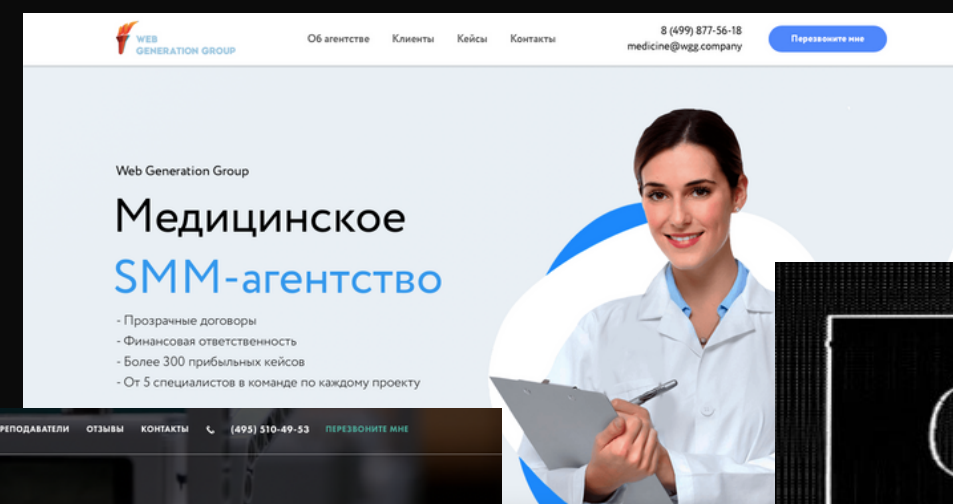 WEB
GENERATION GROUP
Об агентстве Клиенты Кейсы Контакты
8 (499) 877-56-18
medicine@wgg.company
Перезвоните мне
Web Generation Group
Медицинское
SMM-агентство
- Прозрачные договоры
- Финансовая ответственность
- Более 300 прибыльных кейсов
- От 5 специалистов в команде по каждому проекту
РЕПОДАВАТЕЛИ ОТЗЫВЫ КОНТАКТЫ (495) 510-49-53 ПЕРЕЗВОНИТЕ МНЕ